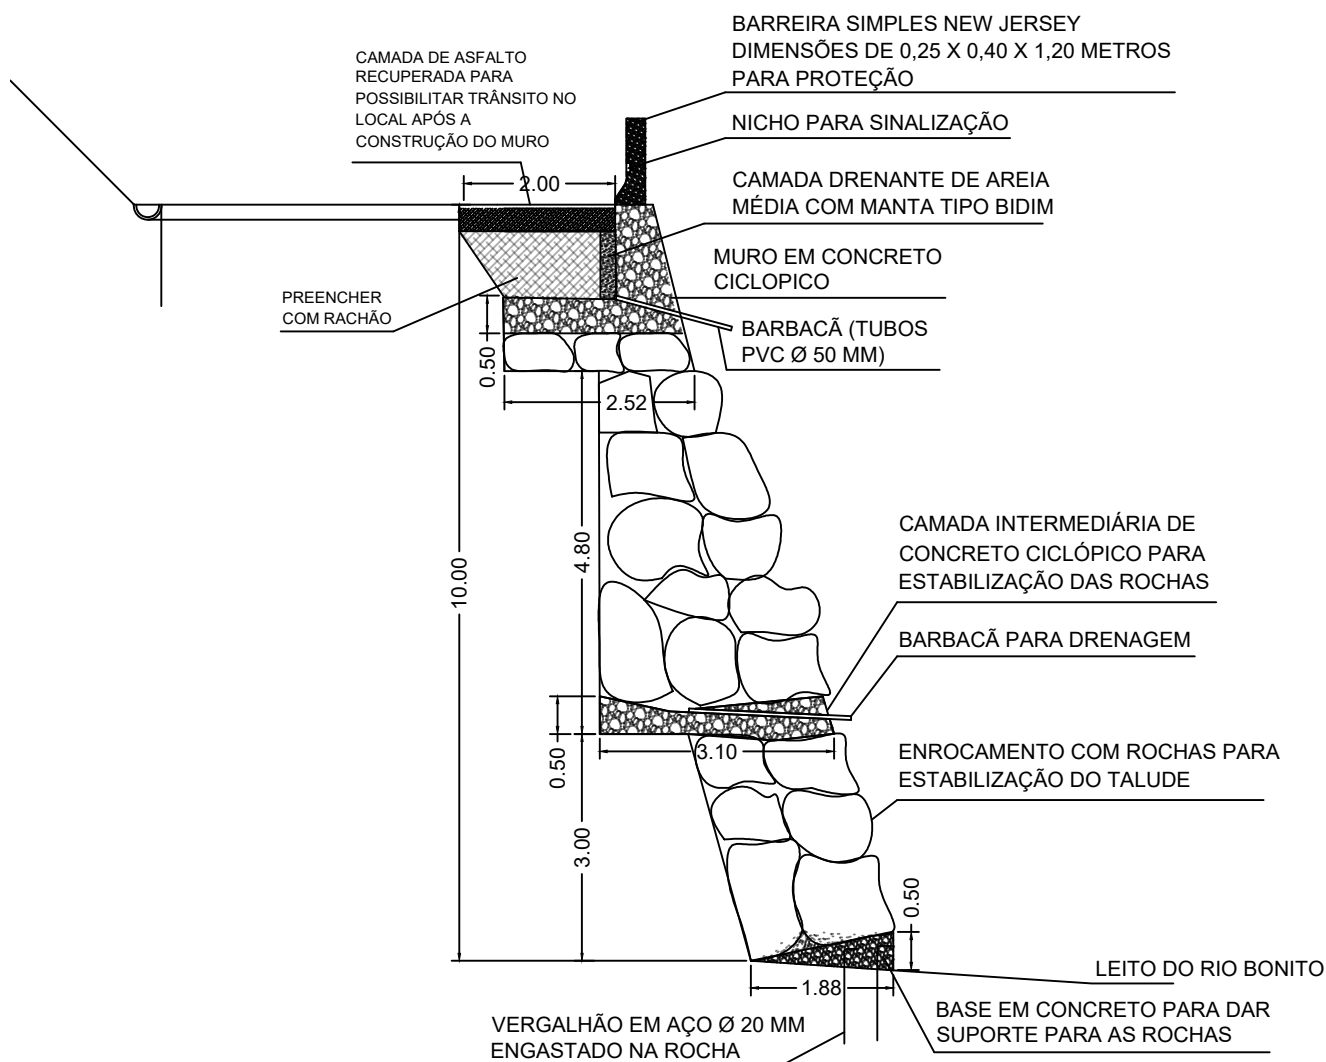 BARREIRA SIMPLES NEW JERSEY
DIMENSÕES DE 0,25 X 0,40 X 1,20 METROS
PARA PROTEÇÃO
CAMADA DE ASFALTO
RECUPERADA PARA
POSSIBILITAR TRÂNSITO NO
LOCAL APÓS A
CONSTRUÇÃO DO MURO
NICHO PARA SINALIZAÇÃO
2.00
CAMADA DRENANTE DE AREIA
MÉDIA COM MANTA TIPO BIDIM
MURO EM CONCRETO
CICLOPICO
PREENCHER
COM RACHÃO
BARBACÃ (TUBOS
PVC Ø 50 MM)
0.50
2.52
4.80
10.00
CAMADA INTERMEDIÁRIA DE
CONCRETO CICLÓPICO PARA
ESTABILIZAÇÃO DAS ROCHAS
BARBACÃ PARA DRENAGEM
0.50
3.10
ENROCAMENTO COM ROCHAS PARA
ESTABILIZAÇÃO DO TALUDE
3.00
0.50
LEITO DO RIO BONITO
1.88
BASE EM CONCRETO PARA DAR
SUPORTE PARA AS ROCHAS
VERGALHÃO EM AÇO Ø 20 MM
ENGASTADO NA ROCHA